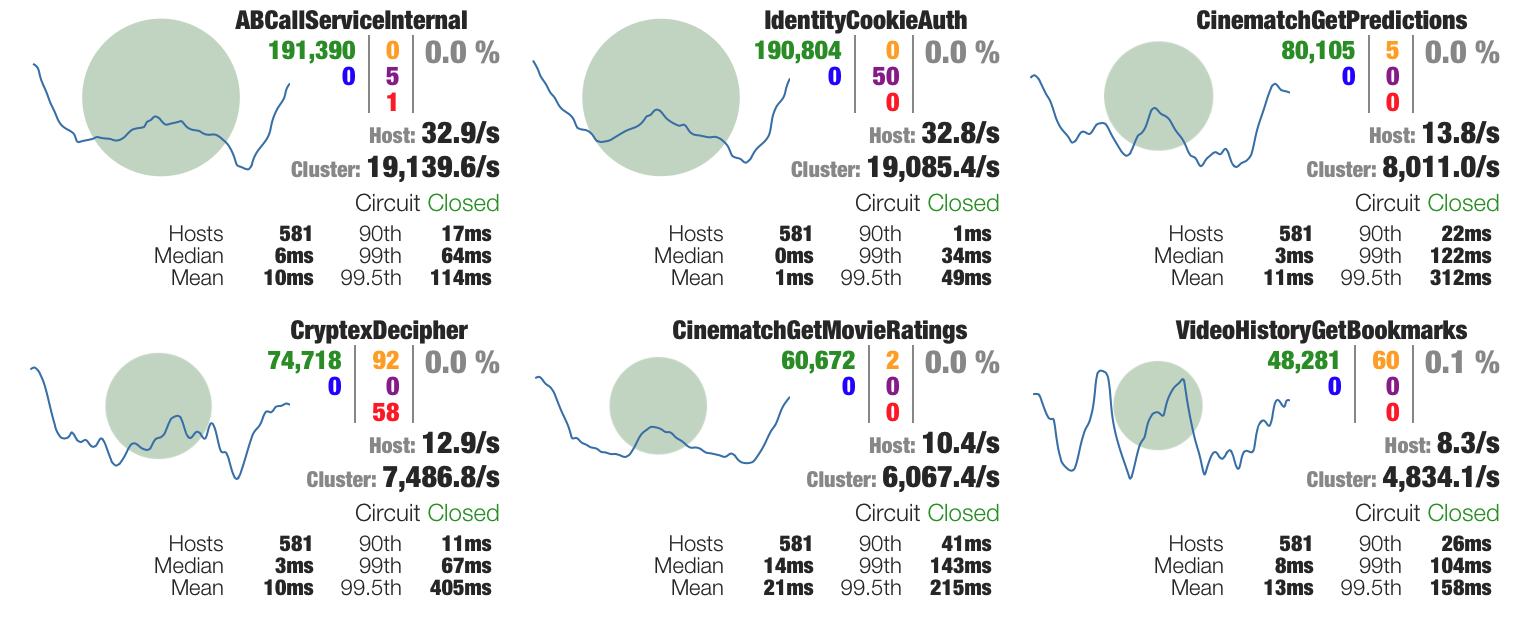 ABCallServiceInternal
191,390 0 0.0 %
0 5
1
Host: 32.9/s
Cluster: 19,139.6/s
Circuit Closed
Hosts 581 90th 17ms
Median 6ms 99th 64ms
Mean 10ms 99.5th 114ms
IdentityCookieAuth
190,804 0 0.0 %
0 50
0
Host: 32.8/s
Cluster: 19,085.4/s
Circuit Closed
Hosts 581 90th 1ms
Median 0ms 99th 34ms
Mean 1ms 99.5th 49ms
CinematchGetPredictions
80,105 5 0.0 %
0 0
0
Host: 13.8/s
Cluster: 8,011.0/s
Circuit Closed
Hosts 581 90th 22ms
Median 3ms 99th 122ms
Mean 11ms 99.5th 312ms
CryptexDecipher
74,718 92 0.0 %
0 0
58
Host: 12.9/s
Cluster: 7,486.8/s
Circuit Closed
Hosts 581 90th 11ms
Median 3ms 99th 67ms
Mean 10ms 99.5th 405ms
CinematchGetMovieRatings
60,672 2 0.0 %
0 0
0
Host: 10.4/s
Cluster: 6,067.4/s
Circuit Closed
Hosts 581 90th 41ms
Median 14ms 99th 143ms
Mean 21ms 99.5th 215ms
VideoHistoryGetBookmarks
48,281 60 0.1 %
0 0
0
Host: 8.3/s
Cluster: 4,834.1/s
Circuit Closed
Hosts 581 90th 26ms
Median 8ms 99th 104ms
Mean 13ms 99.5th 158ms